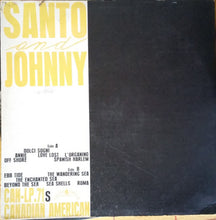 SANTO
and
JOHNNY
Side A
DOLCI SOGNI
ANNIE LOVE LOST L'ORGANINO
OFF SHORE SPANISH HARLEM
Side B
EBB TIDE THE WANDERING SEA
THE ENCHANTED SEA
BEYOND THE SEA SEA SHELLS ROMA
CAN-LP.7 S
CANADIAN AMERICAN